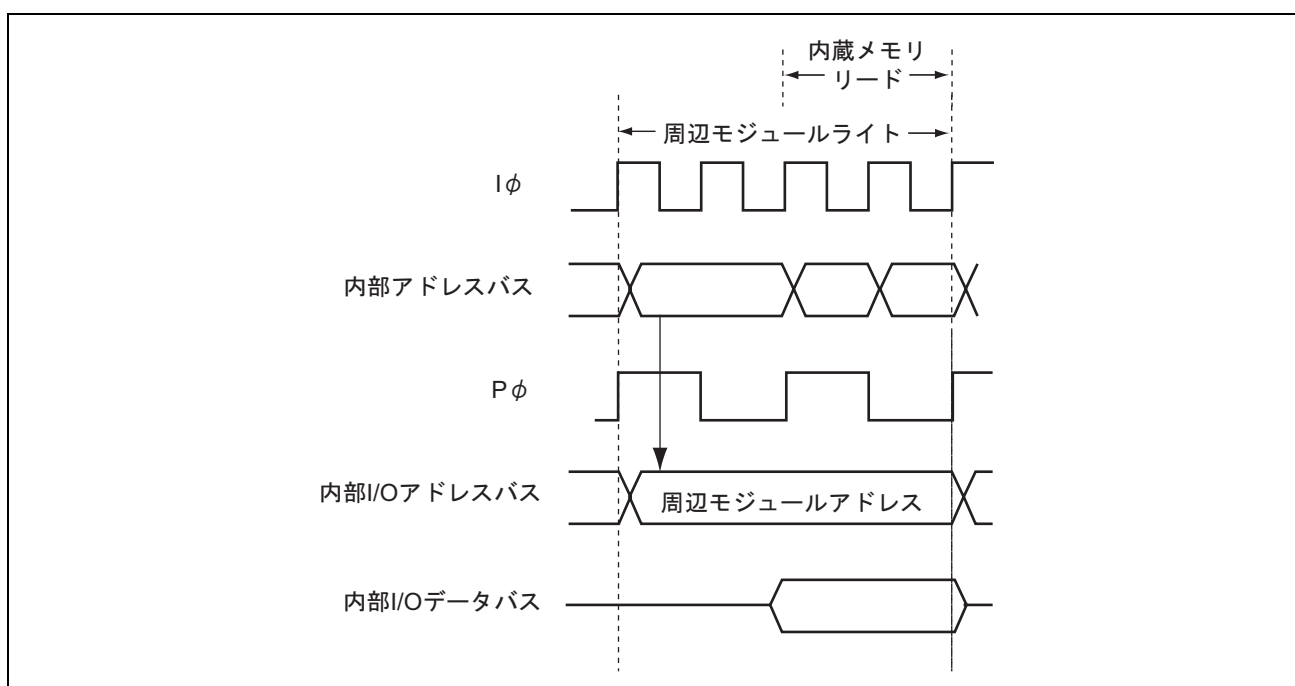 内蔵メモリ
リード
周辺モジュールライト
Iφ
内部アドレスバス
Pφ
内部I/Oアドレスバス
周辺モジュールアドレス
内部I/Oデータバス